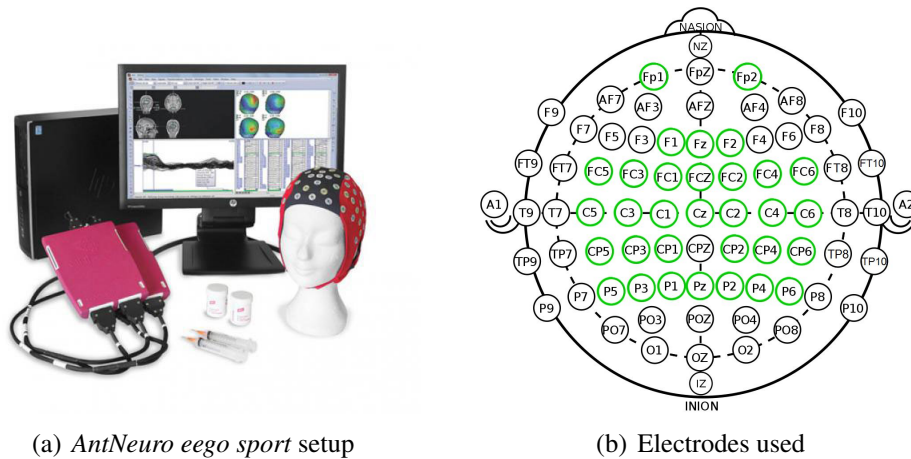 NASION
NZ
Fp1 FpZ Fp2
AF7 AF3 AFZ AF4 AF8
F9 F7 F5 F3 F1 Fz F2 F4 F6 F8 F10
FT9 FT7 FC5 FC3 FC1 FCZ FC2 FC4 FC6 FT8 FT10
A1 T9 T7 C5 C3 C1 Cz C2 C4 C6 T8 T10 A2
TP9 TP7 CP5 CP3 CP1 CPZ CP2 CP4 CP6 TP8 TP10
P9 P7 P5 P3 P1 Pz P2 P4 P6 P8 P10
PO7 PO3 POZ PO4 PO8
O1 OZ O2
IZ
INION
(a) AntNeuro eego sport setup
(b) Electrodes used